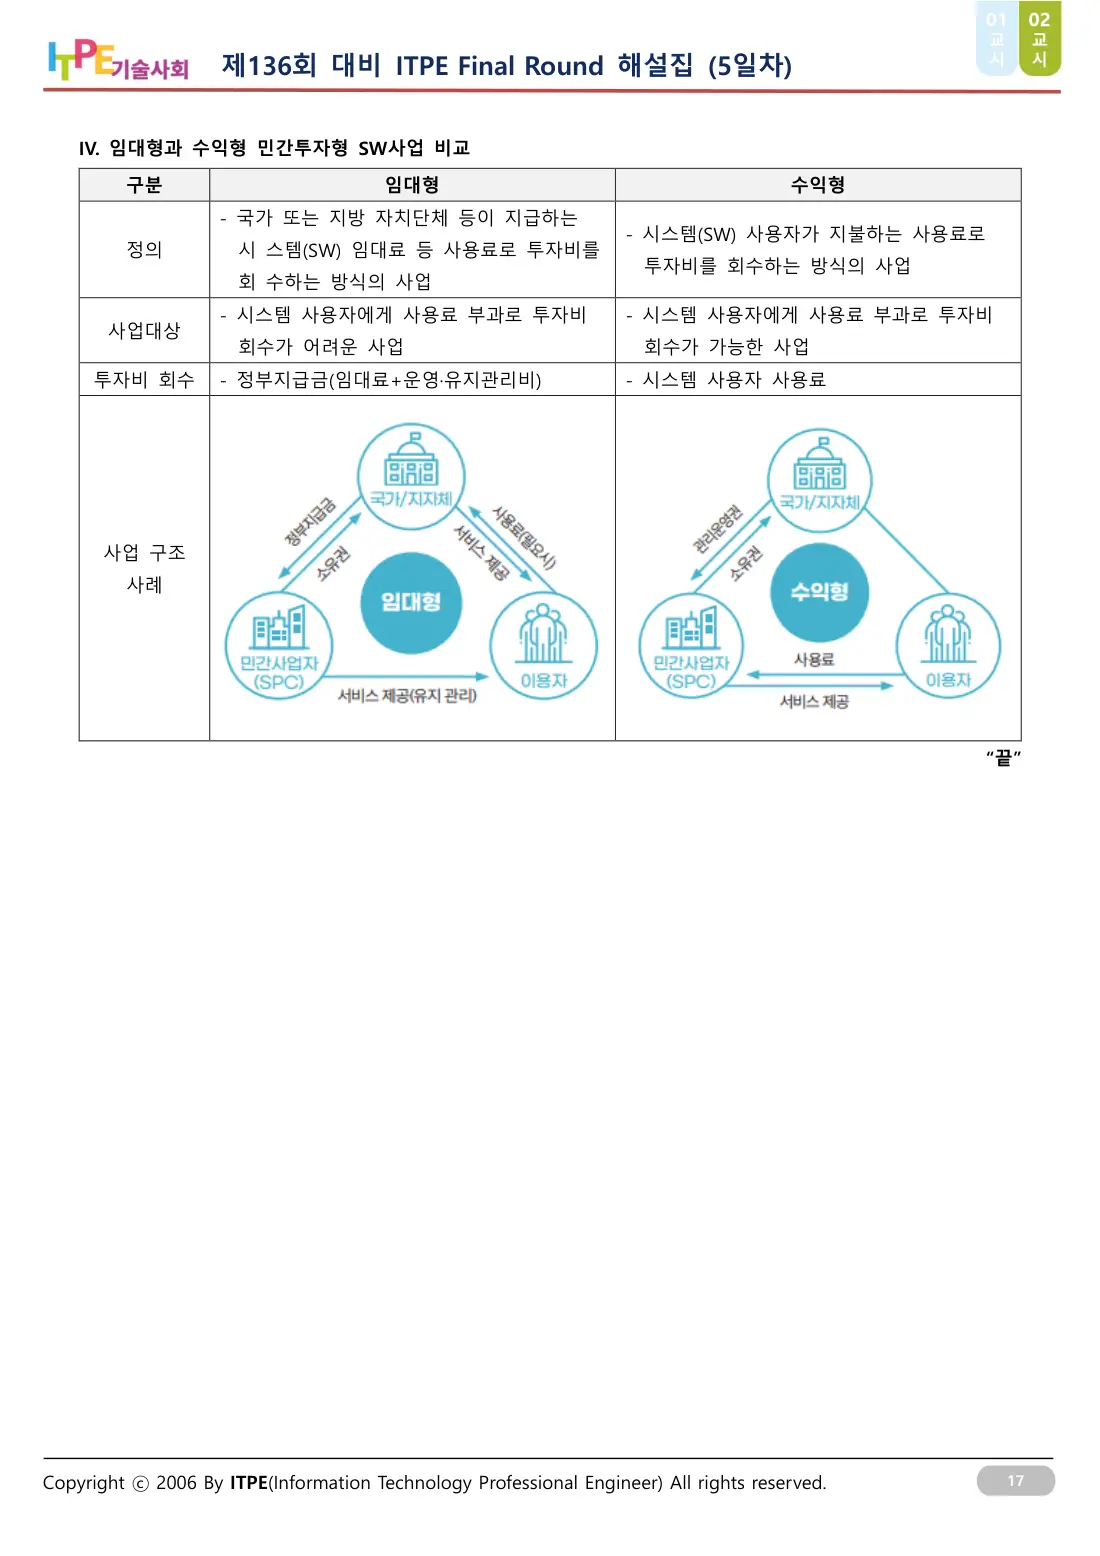 ITPE기술사회 제136회 대비 ITPE Final Round 해설집 (5일차)
01 교시
02 교시
IV. 임대형과 수익형 민간투자형 SW사업 비교
구분 임대형 수익형
정의
- 국가 또는 지방 자치단체 등이 지급하는
시 스템(SW) 임대료 등 사용료로 투자비를
회 수하는 방식의 사업
- 시스템(SW) 사용자가 지불하는 사용료로
투자비를 회수하는 방식의 사업
사업대상
- 시스템 사용자에게 사용료 부과로 투자비
회수가 어려운 사업
- 시스템 사용자에게 사용료 부과로 투자비
회수가 가능한 사업
투자비 회수
- 정부지급금(임대료+운영·유지관리비)
- 시스템 사용자 사용료
사업 구조
사례
국가/지자체
정부지급금
소유권
사용료(필요시)
서비스 제공
임대형
민간사업자
(SPC)
이용자
서비스 제공(유지 관리)
국가/지자체
관리운영권
소유권
수익형
민간사업자
(SPC)
사용료
이용자
서비스 제공
“끝”
Copyright ⓒ 2006 By ITPE(Information Technology Professional Engineer) All rights reserved.
17